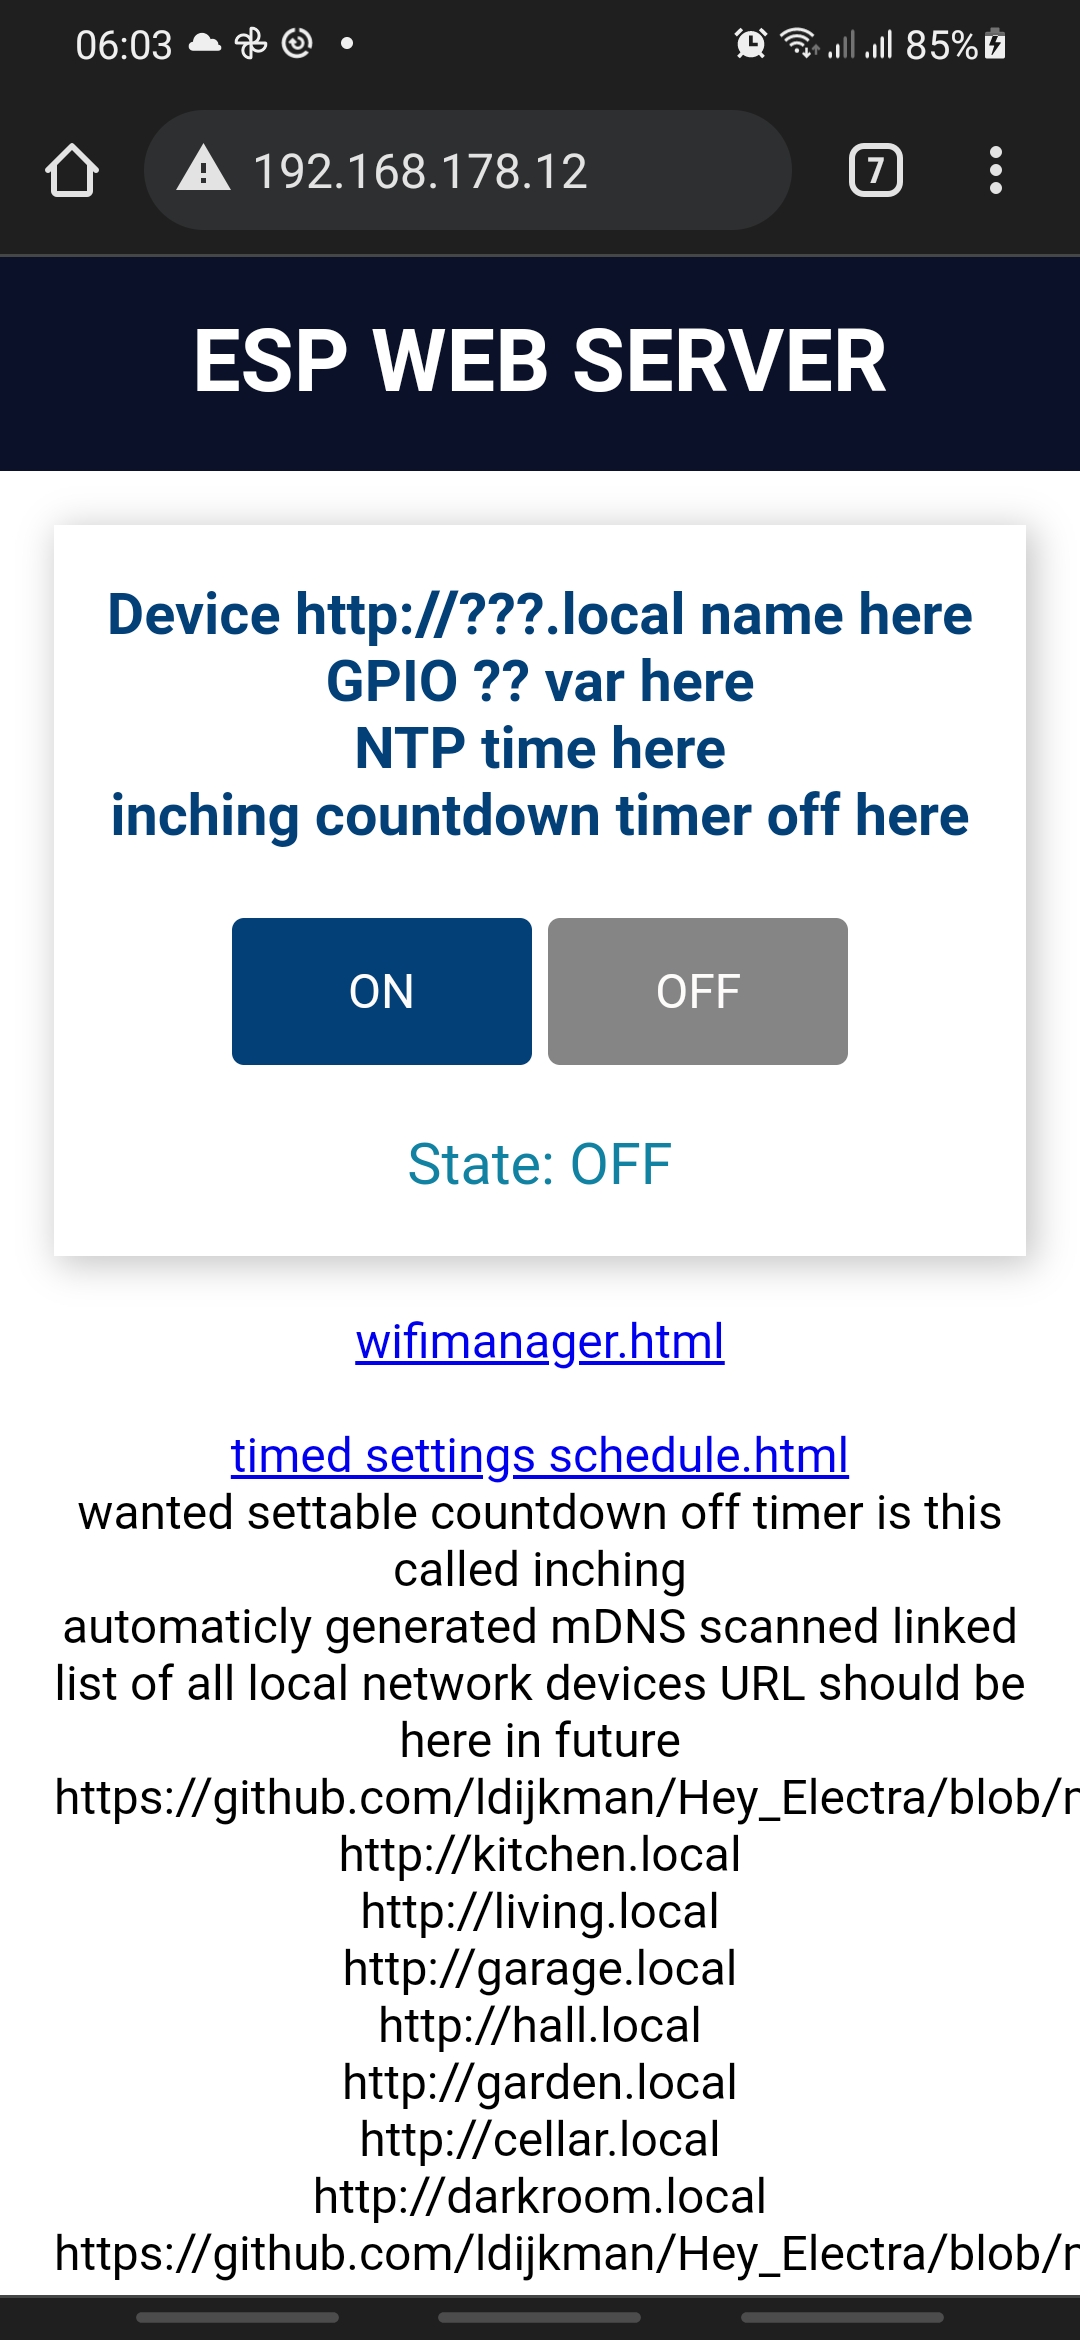 06:03
85%
192.168.178.12
7
ESP WEB SERVER
Device http://???.local name here
GPIO ?? var here
NTP time here
inching countdown timer off here
ON OFF
State: OFF
wifimanager.html
timed settings schedule.html
wanted settable countdown off timer is this
called inching
automaticly generated mDNS scanned linked
list of all local network devices URL should be
here in future
https://github.com/ldijkman/Hey_Electra/blob/
http://kitchen.local
http://living.local
http://garage.local
http://hall.local
http://garden.local
http://cellar.local
http://darkroom.local
https://github.com/ldijkman/Hey_Electra/blob/